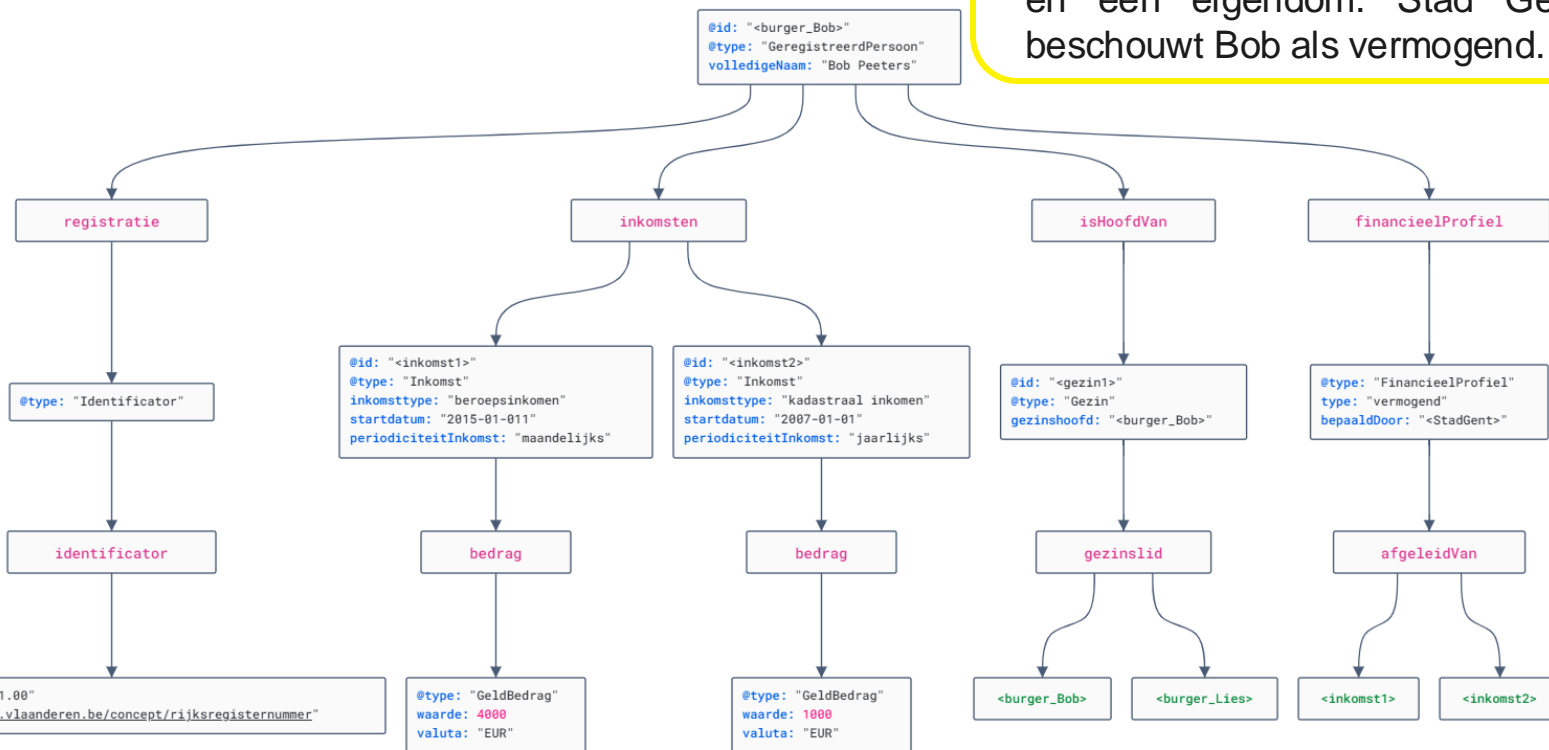 en een eigendom. Stad
beschouwt Bob als vermogend.
@id: "<burger_Bob>"
@type: "GeregistreerdPersoon"
volledigeNaam: "Bob Peeters"
registratie
inkomsten
isHoofdVan
financieelProfiel
@type: "Identificator"
@id: "<inkomst1>"
@type: "Inkomst"
inkomsttype: "beroepsinkomen"
startdatum: "2015-01-011"
periodiciteitInkomst: "maandelijks"
@id: "<inkomst2>"
@type: "Inkomst"
inkomsttype: "kadastraal inkomen"
startdatum: "2007-01-01"
periodiciteitInkomst: "jaarlijks"
@id: "<gezin1>"
@type: "Gezin"
gezinshoofd: "<burger_Bob>"
@type: "FinancieelProfiel"
type: "vermogend"
bepaaldDoor: "<StadGent>"
identificator
bedrag
bedrag
gezinslid
afgeleidVan
1.00"
.vlaanderen.be/concept/rijksregisternummer"
@type: "GeldBedrag"
waarde: 4000
valuta: "EUR"
@type: "GeldBedrag"
waarde: 1000
valuta: "EUR"
<burger_Bob>
<burger_Lies>
<inkomst1>
<inkomst2>